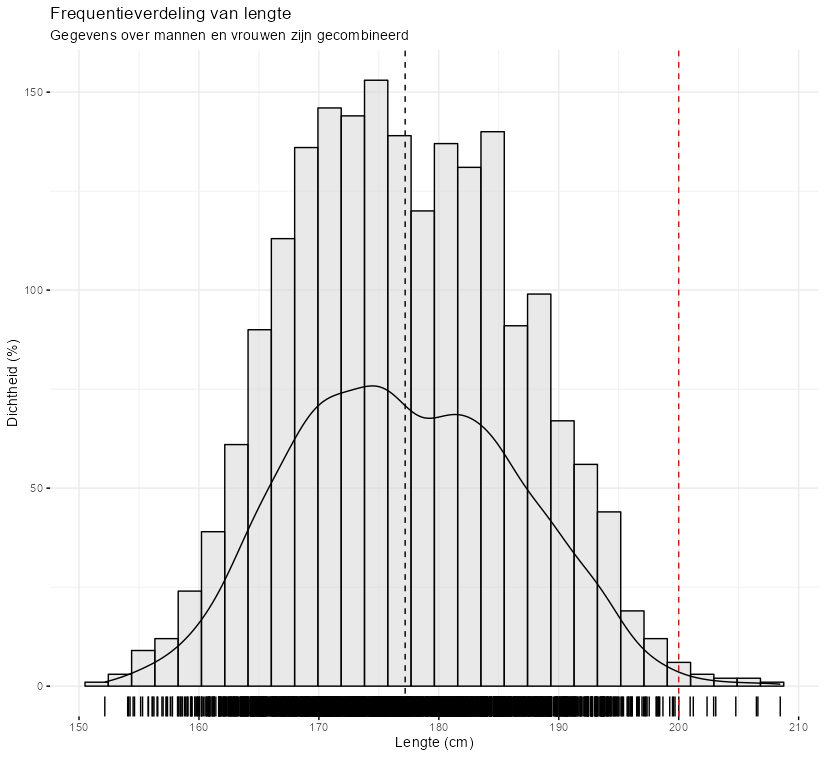 Frequentieverdeling van lengte
Gegevens over mannen en vrouwen zijn gecombineerd
Dichtheid (%)
150
100
50
0
150 160 170 180 190 200 210
Lengte (cm)